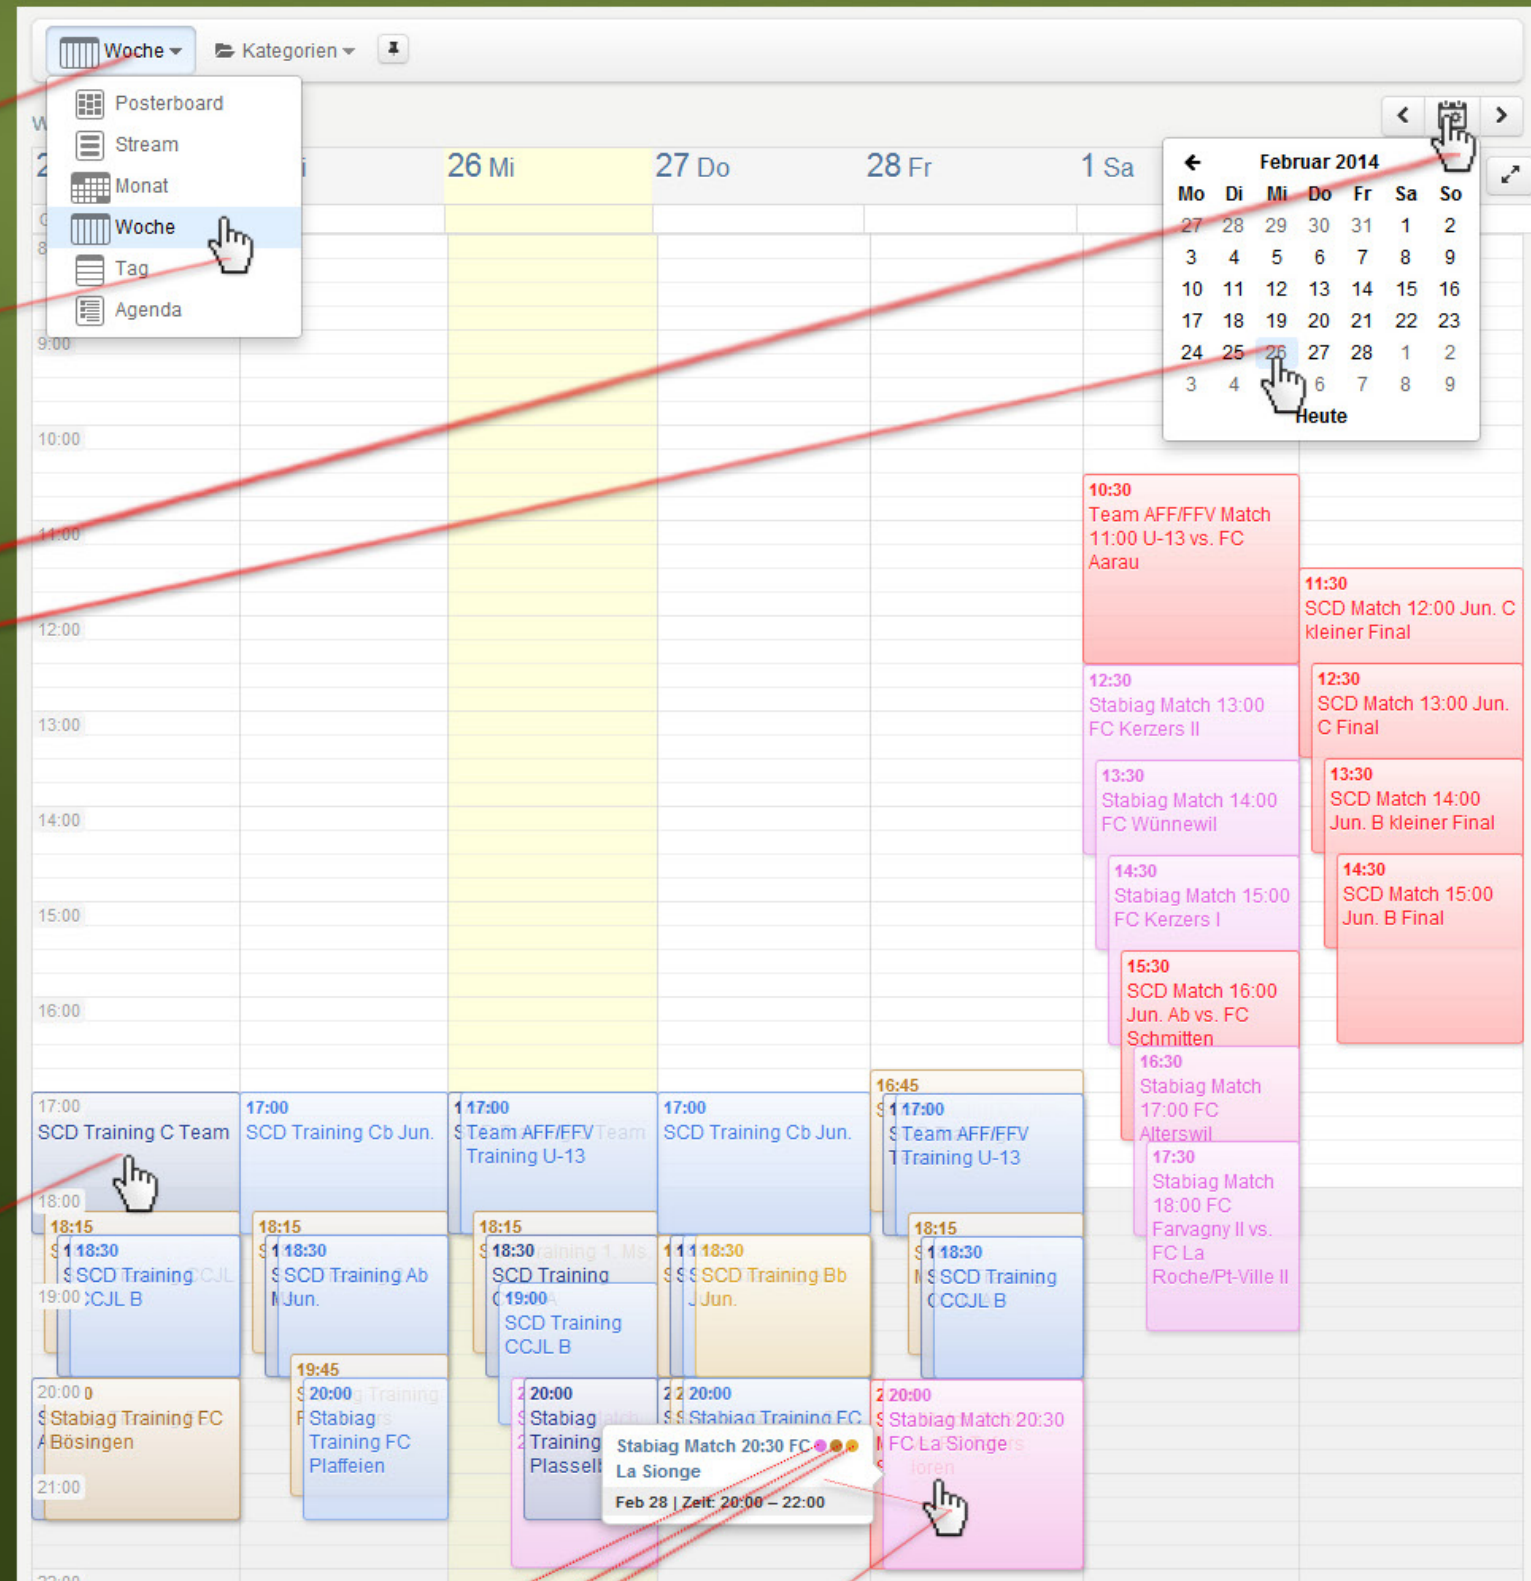 Woche
Kategorien
Posterboard
Stream
Monat
Woche
Tag
Agenda
26 Mi
27 Do
28 Fr
1 Sa
Februar 2014
Mo Di Mi Do Fr Sa So
27 28 29 30 31 1 2
3 4 5 6 7 8 9
10 11 12 13 14 15 16
17 18 19 20 21 22 23
24 25 26 27 28 1 2
3 4 6 7 8 9
Heute
9:00
10:00
11:00
12:00
13:00
14:00
15:00
16:00
17:00
SCD Training C Team
18:00
18:15
18:30
SCD Training
CCJL B
19:00
20:00
Stabiag Training FC
Bösingen
21:00
17:00
SCD Training Cb Jun.
18:15
18:30
SCD Training Ab
Jun.
19:45
20:00
Stabiag
Training FC
Plaffeien
17:00
Team AFF/FFV
Training U-13
18:15
18:30
SCD Training
19:00
SCD Training
CCJL B
20:00
Stabiag
Training
17:00
SCD Training Cb Jun.
18:30
SCD Training Bb
Jun.
20:00
Stabiag Training FC
Stabiag Match 20:30 FC
La Sionge
Feb 28 | Zeit: 20:00 – 22:00
16:45
17:00
Team AFF/FFV
Training U-13
18:15
18:30
SCD Training
CCJL B
20:00
Stabiag Match 20:30
FC La Sionge
10:30
Team AFF/FFV Match
11:00 U-13 vs. FC
Aarau
12:30
Stabiag Match 13:00
FC Kerzers II
13:30
Stabiag Match 14:00
FC Wünnewil
14:30
Stabiag Match 15:00
FC Kerzers I
15:30
SCD Match 16:00
Jun. Ab vs. FC
Schmitten
16:30
Stabiag Match
17:00 FC
Alterswil
17:30
Stabiag Match
18:00 FC
Farvagny II vs.
FC La
Roche/Pt-Ville II
11:30
SCD Match 12:00 Jun. C
kleiner Final
12:30
SCD Match 13:00 Jun.
C Final
13:30
SCD Match 14:00
Jun. B kleiner Final
14:30
SCD Match 15:00
Jun. B Final